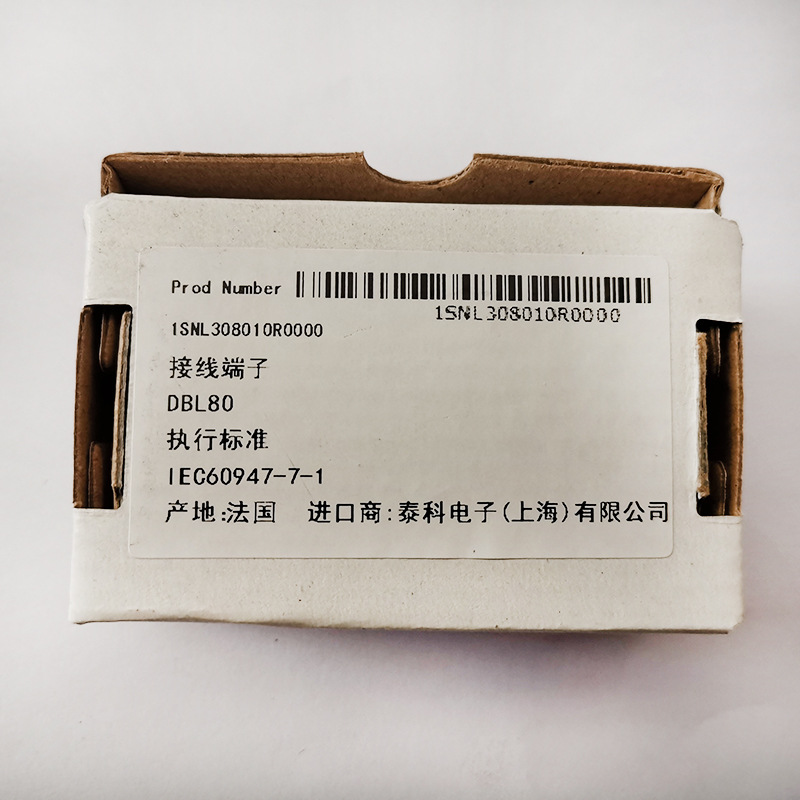 Prod Number
1SNL308010R0000
1SNL308010R0000
接线端子
DBL80
执行标准
IEC60947-7-1
产地:法国 进口商:泰科电子(上海)有限公司